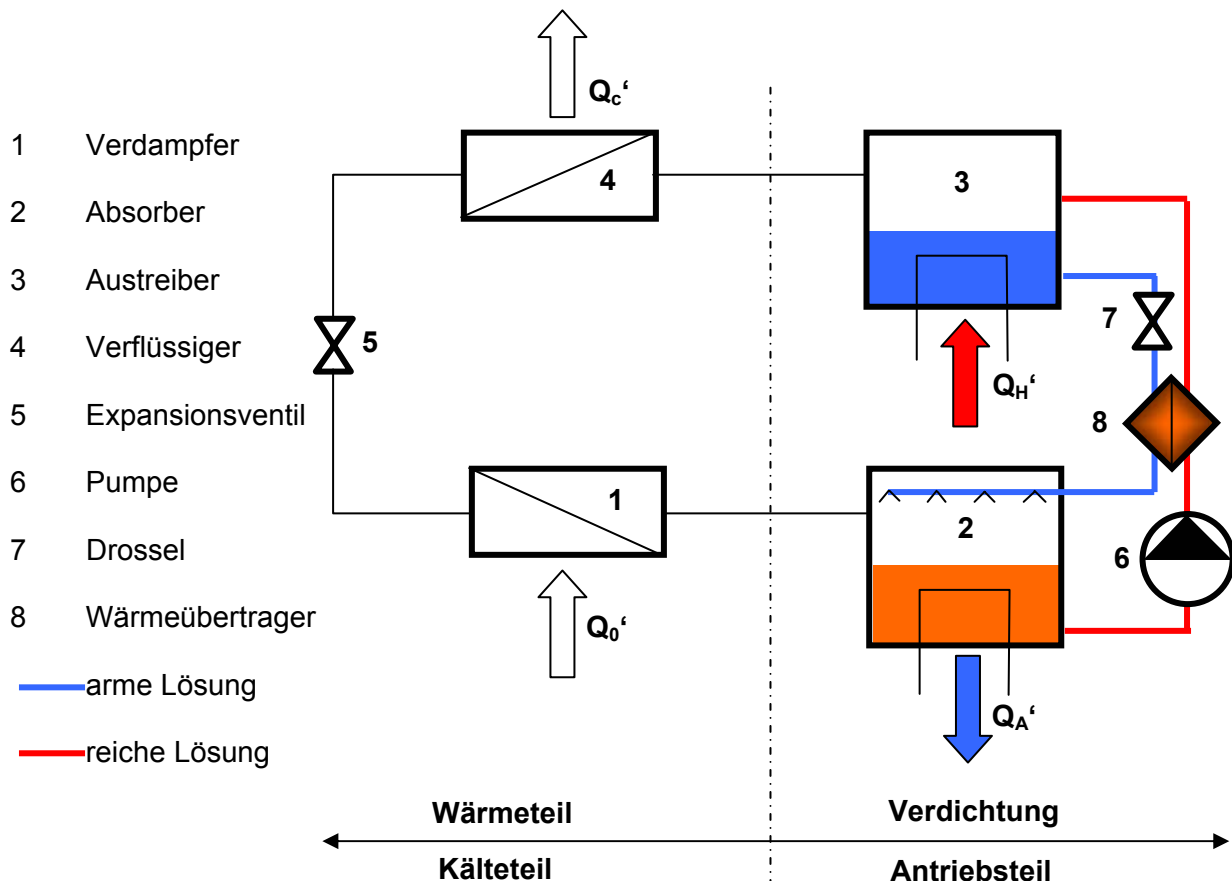 Qc‘
1 Verdampfer
2 Absorber
3 Austreiber
4 Verflüssiger
5 Expansionsventil
6 Pumpe
7 Drossel
8 Wärmeübertrager
arme Lösung
reiche Lösung
4
3
5
7
QH‘
8
1
2
6
Q0‘
QA‘
Wärmeteil
Verdichtung
Kälteteil
Antriebsteil